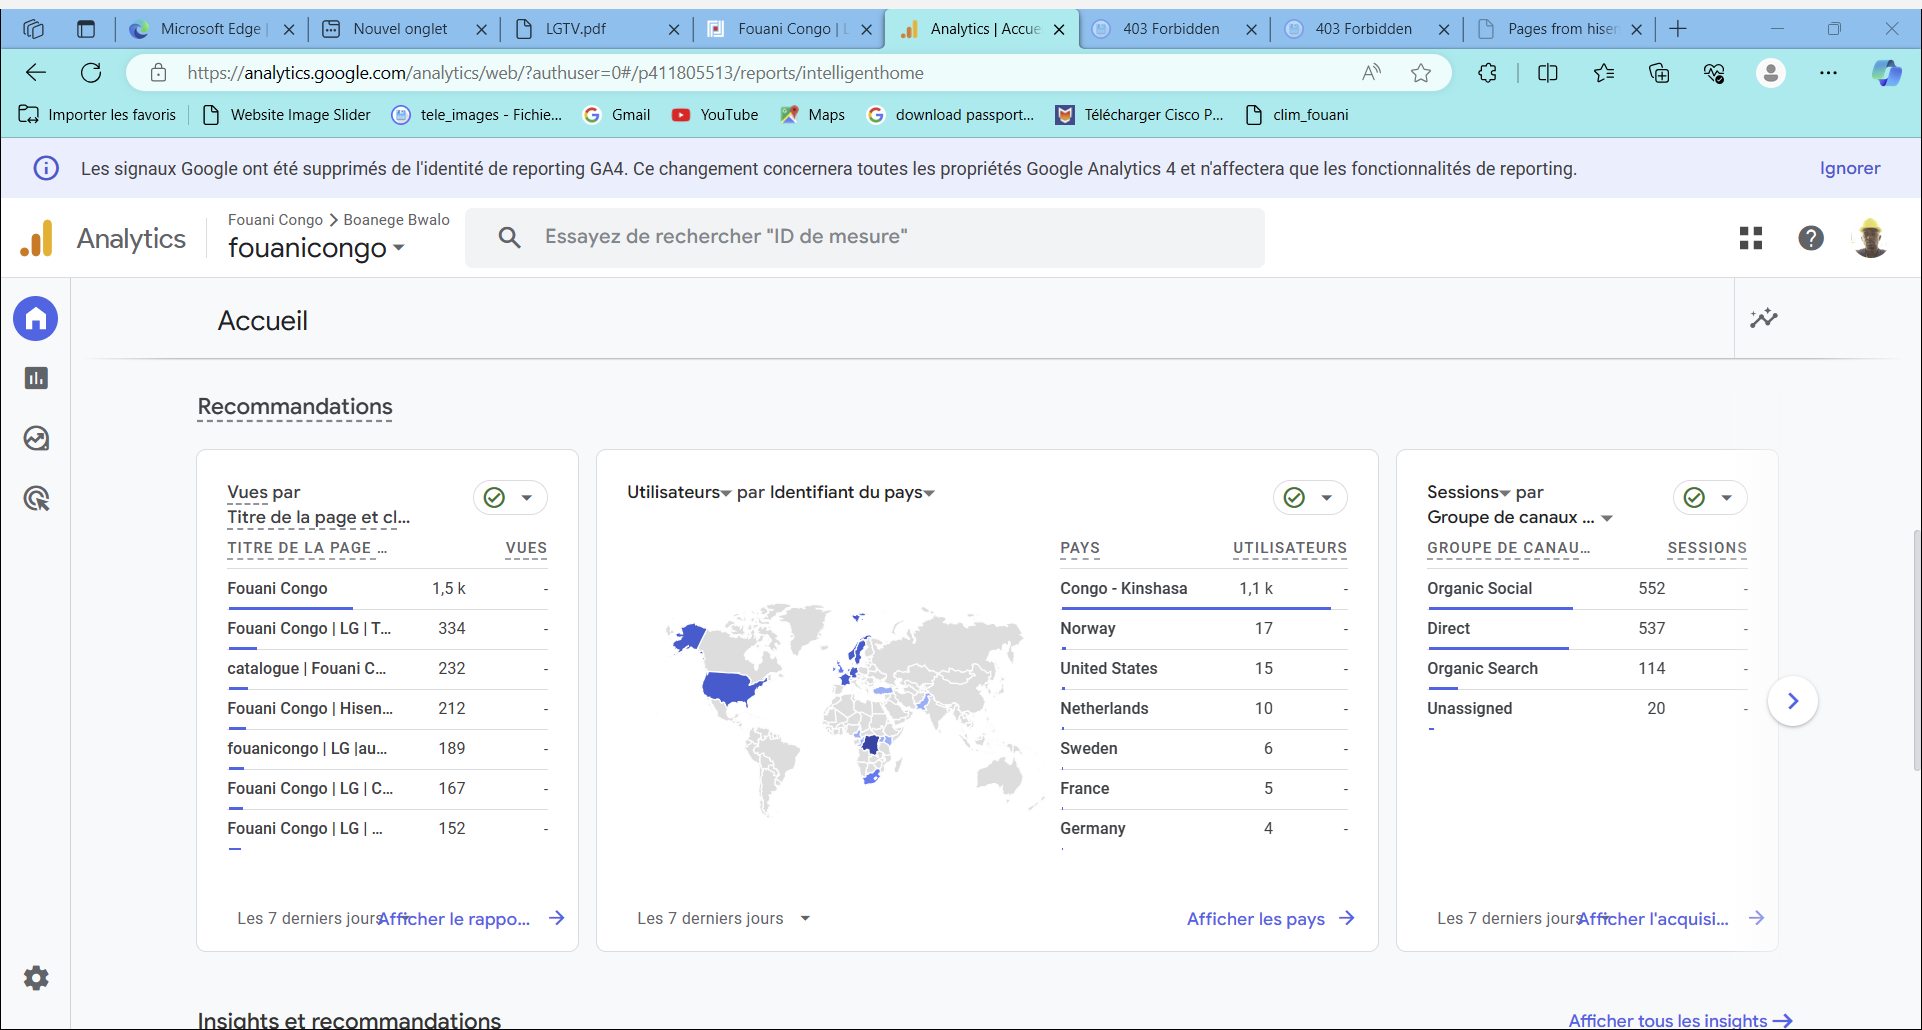 Microsoft Edge |
Nouvel onglet
LGTV.pdf
Fouani Congo | L
Analytics | Accue
403 Forbidden
403 Forbidden
Pages from hiser
https://analytics.google.com/analytics/web/?authuser=0#/p411805513/reports/intelligenthome
Importer les favoris
Website Image Slider
tele_images - Fichie...
Gmail
YouTube
Maps
download passport...
Télécharger Cisco P...
clim_fouani
Les signaux Google ont été supprimés de l'identité de reporting GA4. Ce changement concernera toutes les propriétés Google Analytics 4 et n'affectera que les fonctionnalités de reporting.
Ignorer
Analytics
Fouani Congo > Boanege Bwalo
fouanicongo
Essayez de rechercher "ID de mesure"
Accueil
Recommandations
Vues par
Titre de la page et cl...
TITRE DE LA PAGE ... VUES
Fouani Congo 1,5 k -
Fouani Congo | LG | T... 334 -
catalogue | Fouani C... 232 -
Fouani Congo | Hisen... 212 -
fouanicongo | LG |au... 189 -
Fouani Congo | LG | C... 167 -
Fouani Congo | LG | ... 152 -
Les 7 derniers jours
Afficher le rappo...
Utilisateurs par Identifiant du pays
PAYS UTILISATEURS
Congo - Kinshasa 1,1 k -
Norway 17 -
United States 15 -
Netherlands 10 -
Sweden 6 -
France 5 -
Germany 4 -
Les 7 derniers jours
Afficher les pays
Sessions par
Groupe de canaux ...
GROUPE DE CANAU... SESSIONS
Organic Social 552 -
Direct 537 -
Organic Search 114 -
Unassigned 20 -
Les 7 derniers jours
Afficher l'acquisi...
Insights et recommandations
Afficher tous les insights